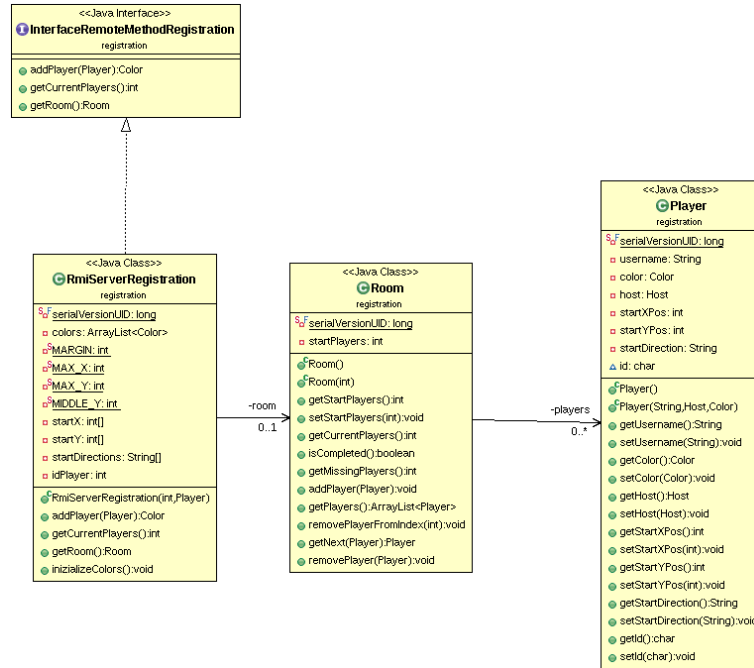 <<Java Interface>>
InterfaceRemoteMethodRegistration
registration
addPlayer(Player):Color
getCurrentPlayers():int
getRoom():Room
<<Java Class>>
RmiServerRegistration
registration
serialVersionUID: long
colors: ArrayList<Color>
MARGIN: int
MAX_X: int
MAX_Y: int
MIDDLE_Y: int
startX: int[]
startY: int[]
startDirections: String[]
idPlayer: int
RmiServerRegistration(int,Player)
addPlayer(Player):Color
getCurrentPlayers():int
getRoom():Room
inizializeColors():void
-room
0..1
<<Java Class>>
Room
registration
serialVersionUID: long
startPlayers: int
Room()
Room(int)
getStartPlayers():int
setStartPlayers(int):void
getCurrentPlayers():int
isCompleted():boolean
getMissingPlayers():int
addPlayer(Player):void
getPlayers():ArrayList<Player>
removePlayerFromIndex(int):void
getNext(Player):Player
removePlayer(Player):void
-players
0..*
<<Java Class>>
Player
registration
serialVersionUID: long
username: String
color: Color
host: Host
startXPos: int
startYPos: int
startDirection: String
id: char
Player()
Player(String,Host,Color)
getUsername():String
setUsername(String):void
getColor():Color
setColor(Color):void
getHost():Host
setHost(Host):void
getStartXPos():int
setStartXPos(int):void
getStartYPos():int
setStartYPos(int):void
getStartDirection():String
setStartDirection(String):void
getId():char
setId(char):void